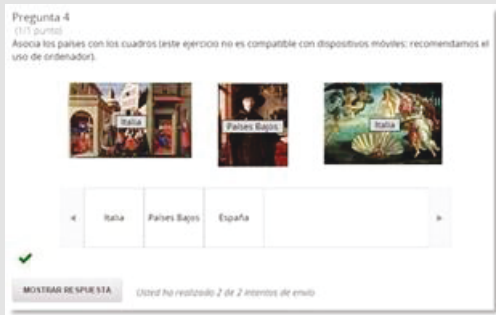 Pregunta 4
(1/1 punto)
Asocia los países con los cuadros (este ejercicio no es compatible con dispositivos móviles: recomendamos el
uso de ordenador).
Italia
Países Bajos
Italia
Italia Países Bajos España
MOSTRAR RESPUESTA Usted ha realizado 2 de 2 intentos de envío